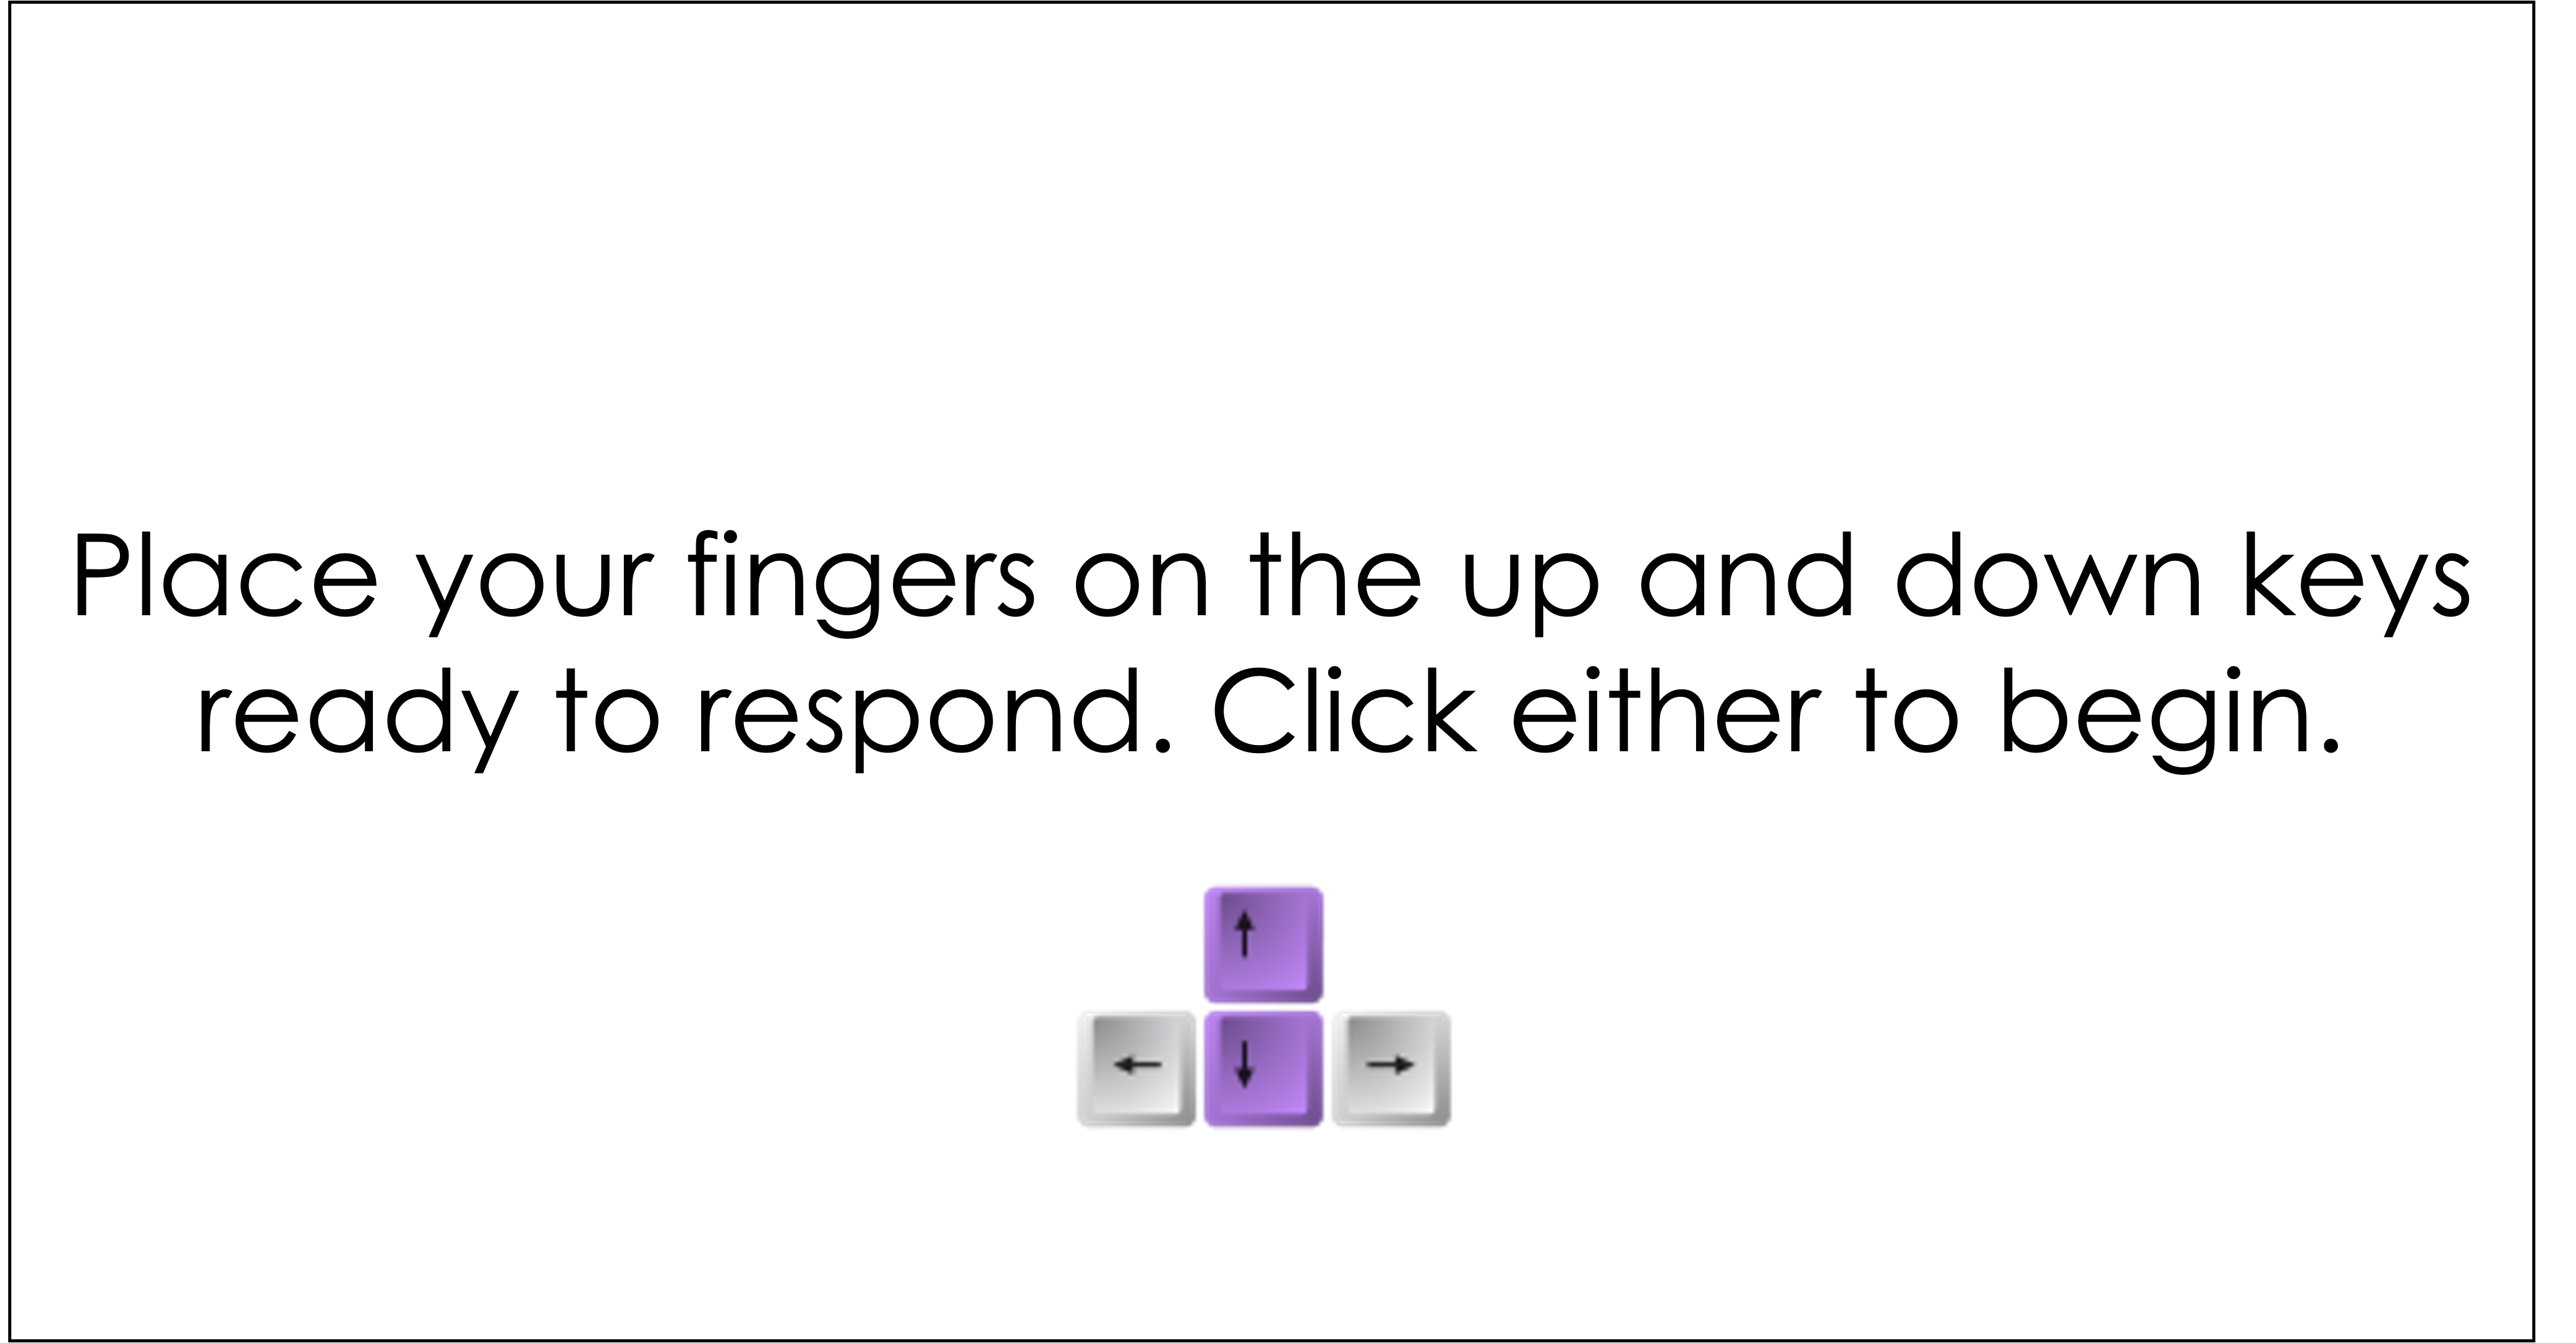 Place your fingers on the up and down keys
ready to respond. Click either to begin.
↑
← ↓ →